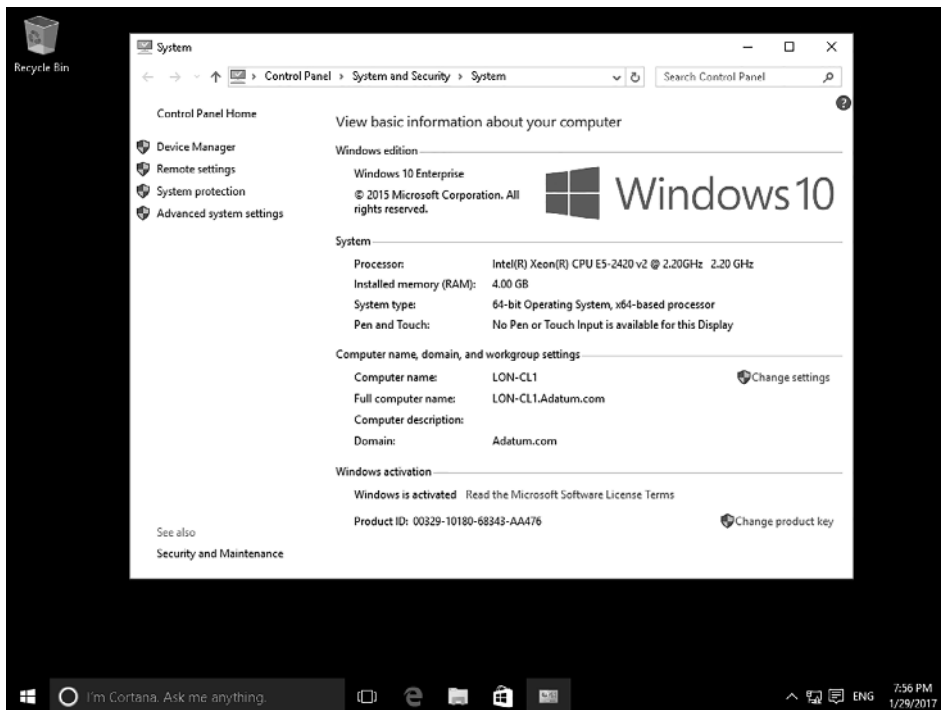 Recycle Bin
System
Control Panel > System and Security > System
Search Control Panel
?
Control Panel Home
Device Manager
Remote settings
System protection
Advanced system settings
View basic information about your computer
Windows edition
Windows 10 Enterprise
© 2015 Microsoft Corporation. All
rights reserved.
Windows 10
System
Processor: Intel(R) Xeon(R) CPU E5-2420 v2 @ 2.20GHz 2.20 GHz
Installed memory (RAM): 4.00 GB
System type: 64-bit Operating System, x64-based processor
Pen and Touch: No Pen or Touch Input is available for this Display
Computer name, domain, and workgroup settings
Computer name: LON-CL1
Change settings
Full computer name: LON-CL1.Adatum.com
Computer description:
Domain: Adatum.com
Windows activation
Windows is activated Read the Microsoft Software License Terms
Product ID: 00329-10180-68343-AA476
Change product key
See also
Security and Maintenance
I'm Cortana. Ask me anything.
ENG
7:56 PM
1/29/2017